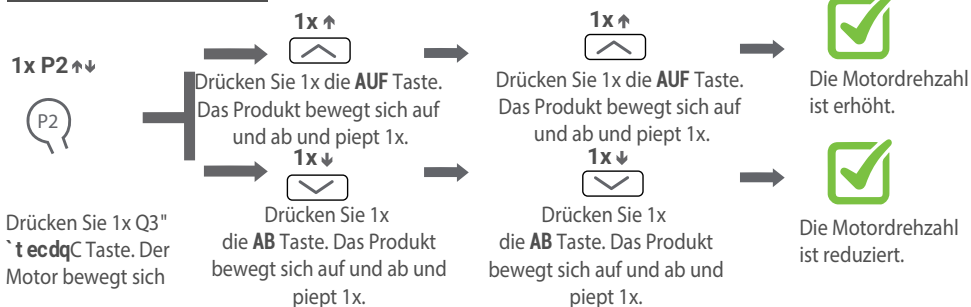 1x P2
P2
Drücken Sie 1x Q3"
`t ecdqC Taste. Der
Motor bewegt sich
1x
Drücken Sie 1x die AUF Taste.
Das Produkt bewegt sich auf
und ab und piept 1x.
1x
Drücken Sie 1x die AUF Taste.
Das Produkt bewegt sich auf
und ab und piept 1x.
Die Motordrehzahl
ist erhöht.
1x
Drücken Sie 1x
die AB Taste. Das Produkt
bewegt sich auf und ab und
piept 1x.
1x
Drücken Sie 1x
die AB Taste. Das Produkt
bewegt sich auf und ab und
piept 1x.
Die Motordrehzahl
ist reduziert.